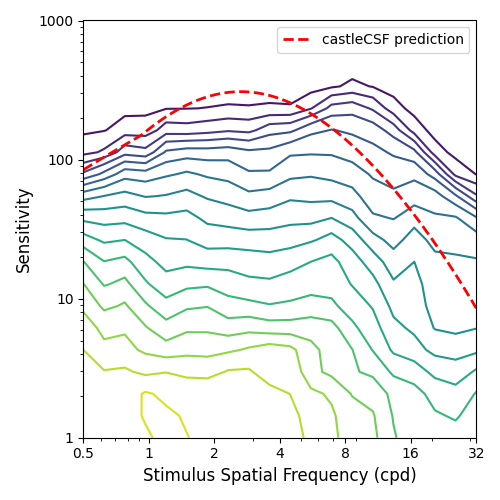 1000
castleCSF prediction
100
10
1
Sensitivity
0.5 1 2 4 8 16 32
Stimulus Spatial Frequency (cpd)